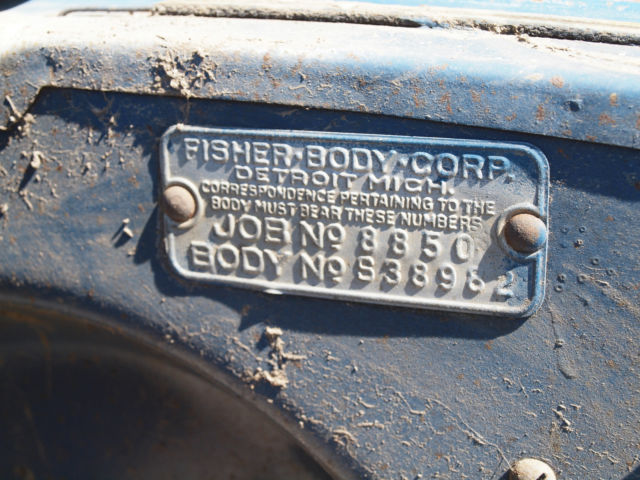 FISHER·BODY·CORP.
DETROIT MICH.
CORRESPONDENCE PERTAINING TO THE
BODY MUST BEAR THESE NUMBERS
JOB Nº 8850
BODY Nº S38982